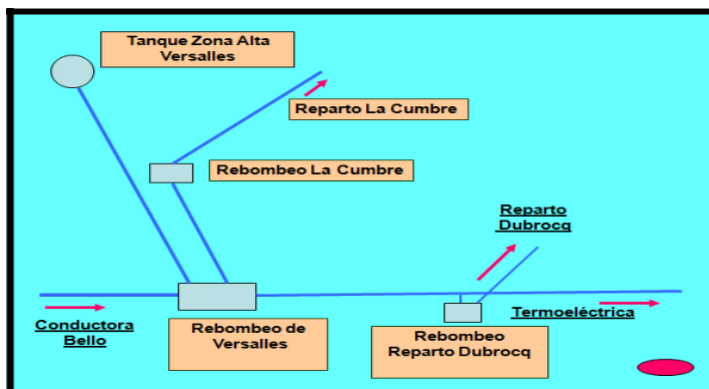 Tanque Zona Alta
Versalles
Reparto La Cumbre
Rebombeo La Cumbre
Reparto
Dubrocq
Conductora
Bello
Rebombeo de
Versalles
Rebombeo
Reparto Dubrocq
Termoeléctrica